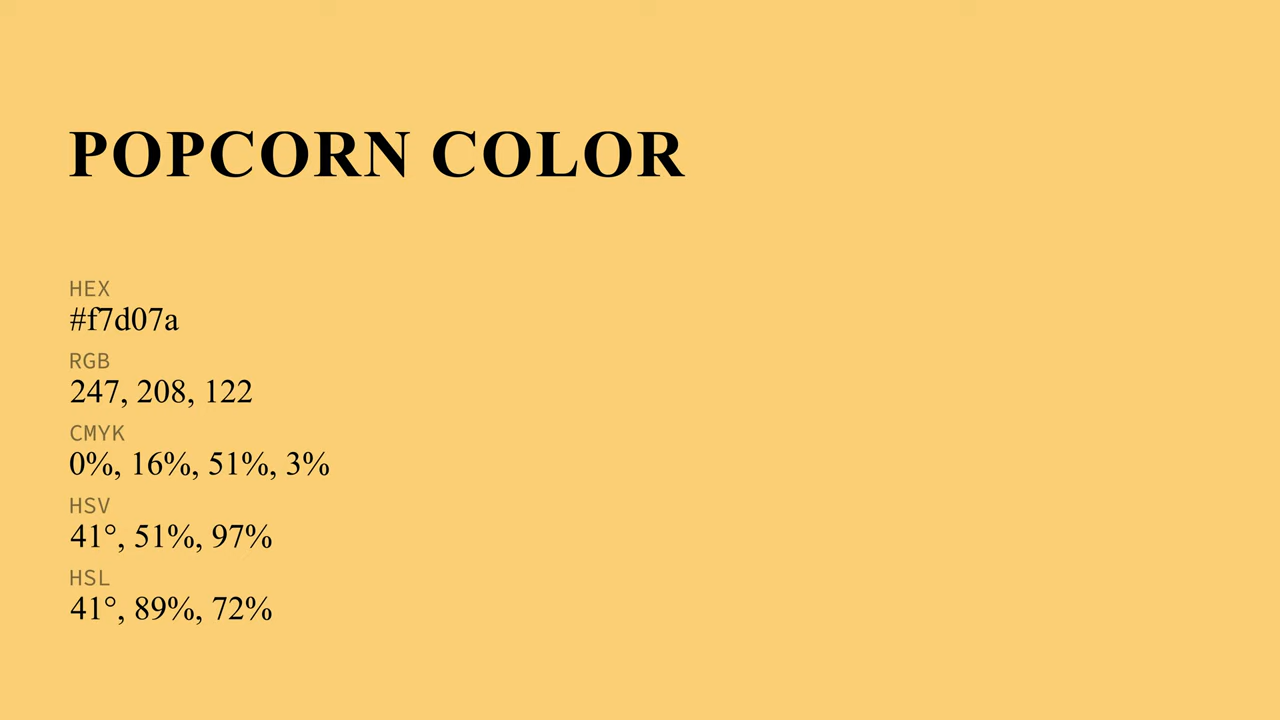 POPCORN COLOR
HEX
#f7d07a
RGB
247, 208, 122
CMYK
0%, 16%, 51%, 3%
HSV
41°, 51%, 97%
HSL
41°, 89%, 72%